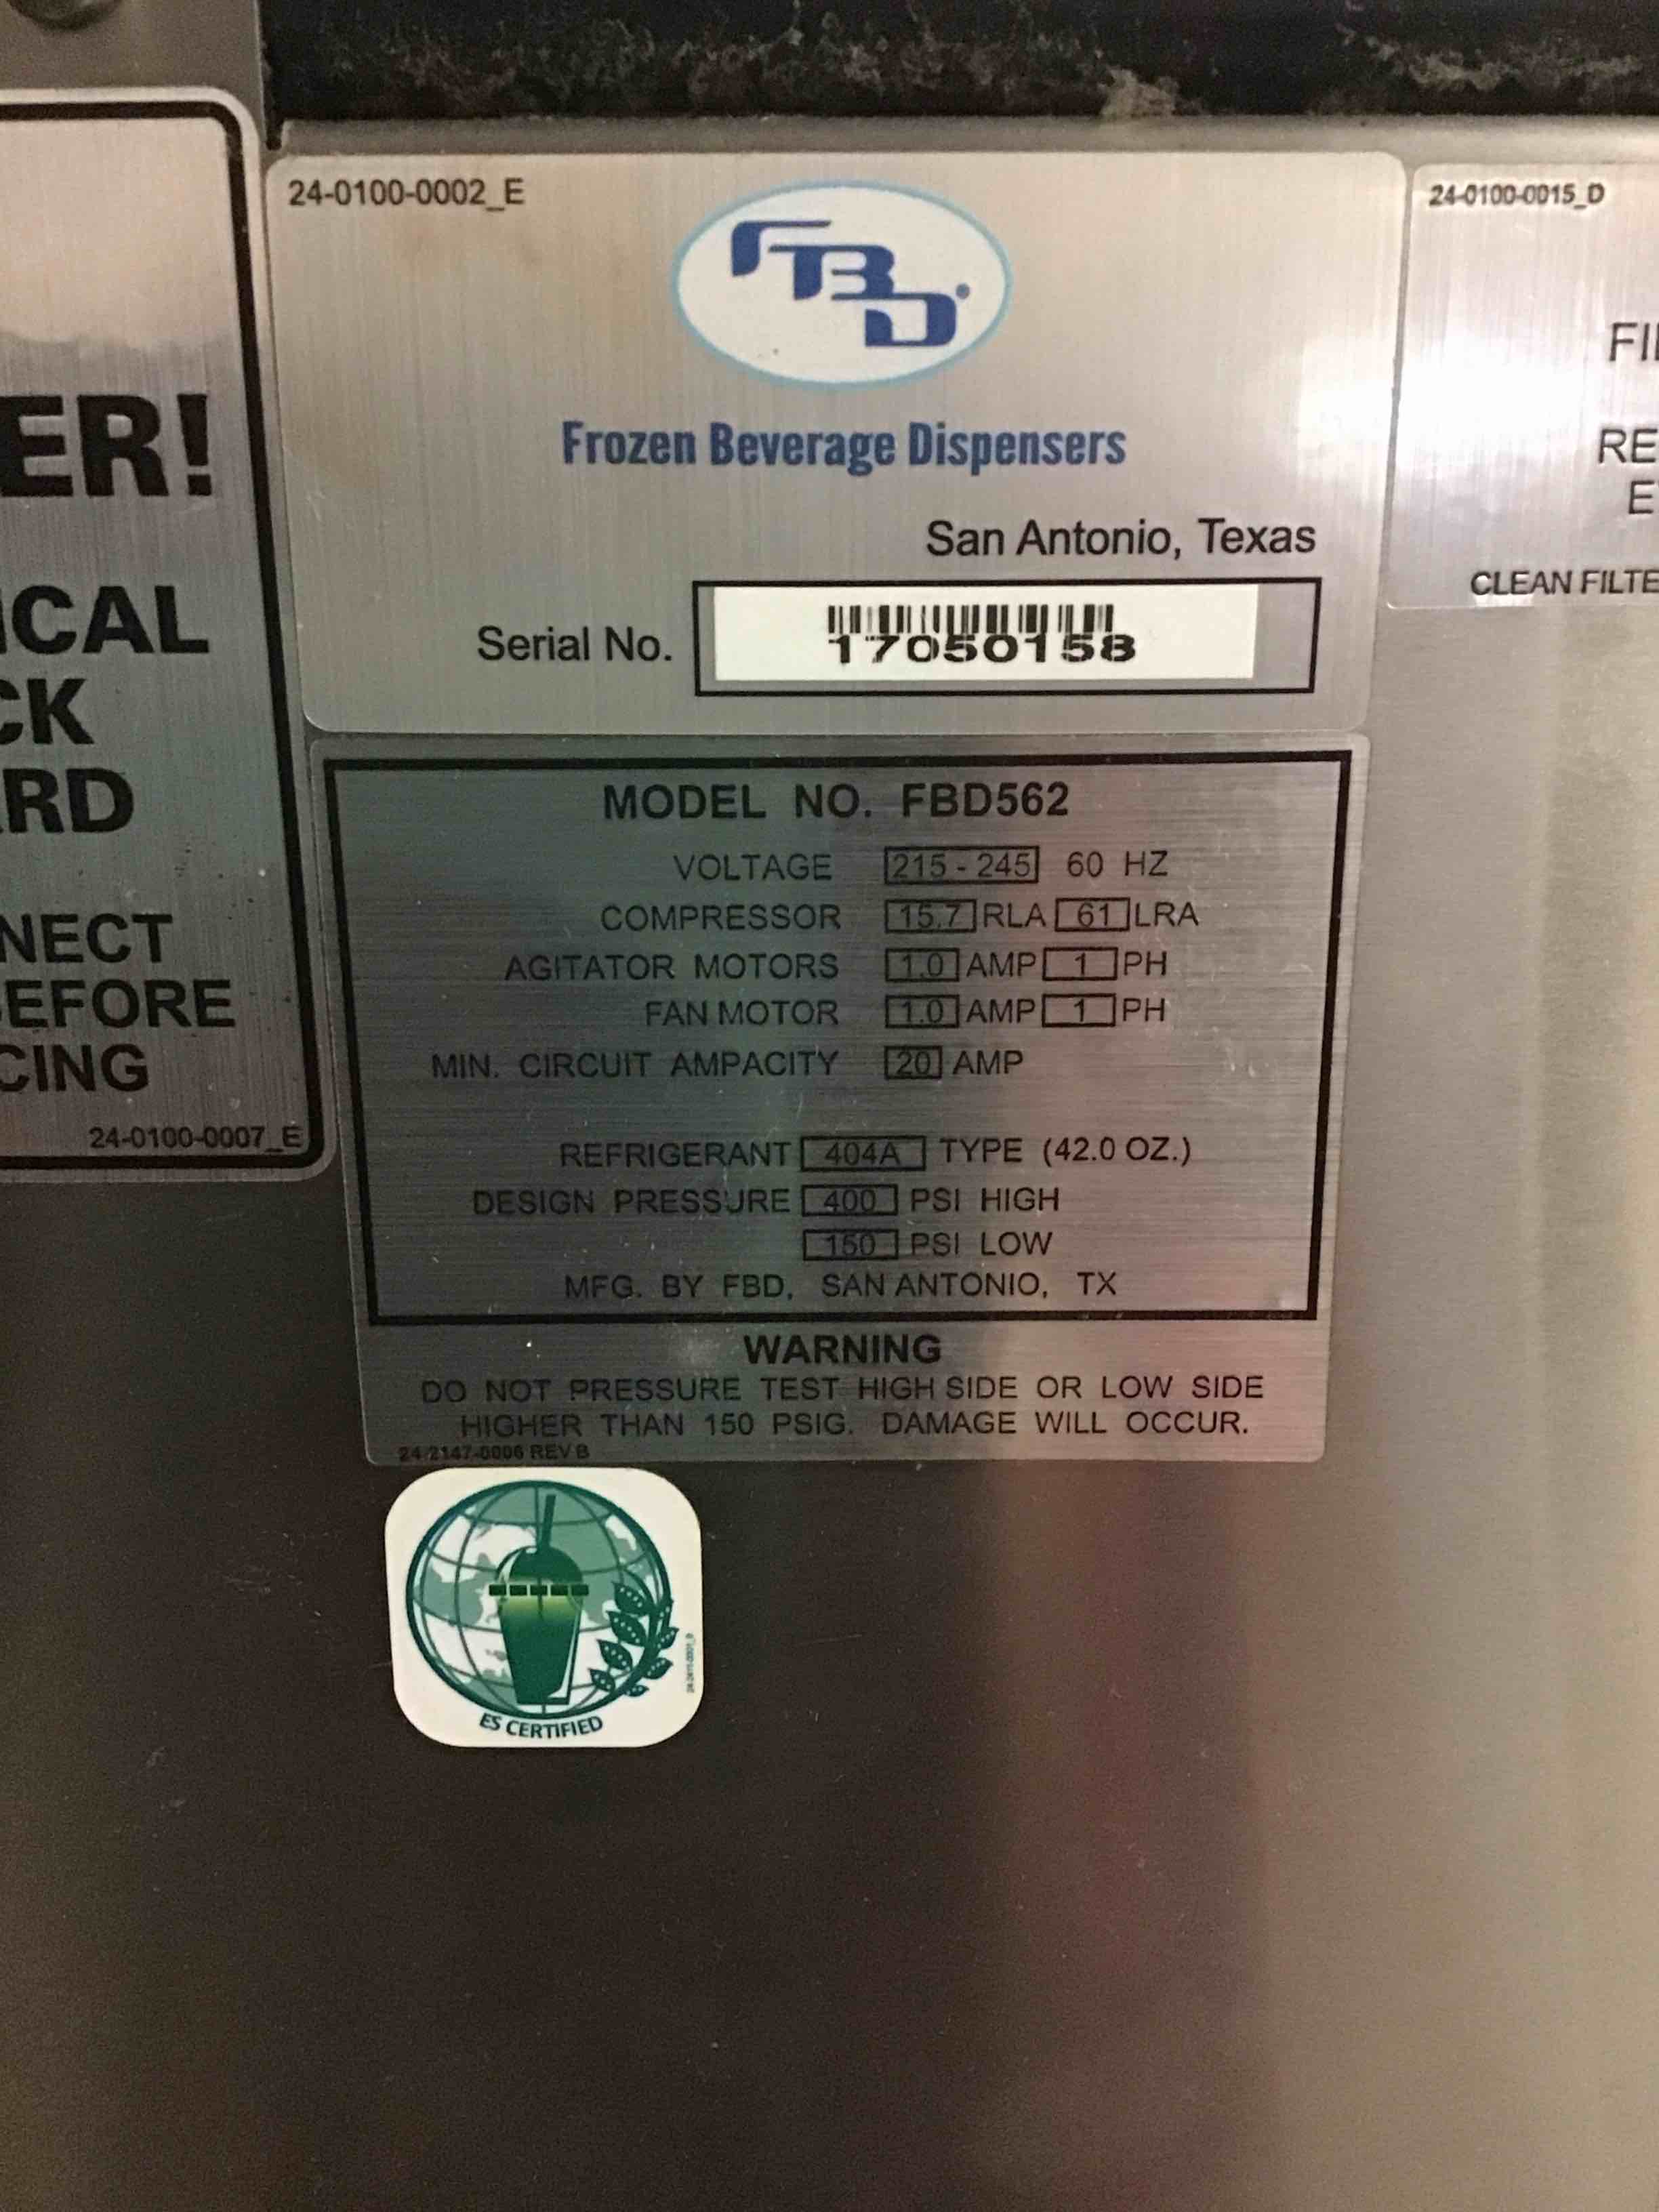 ER!
ICAL
CK
ARD
NECT
BEFORE
CING
24-0100-0007_E
24-0100-0002_E
FBD
Frozen Beverage Dispensers
San Antonio, Texas
Serial No. 17050158
MODEL NO. FBD562
VOLTAGE 215 - 245 60 HZ
COMPRESSOR 15.7 RLA 61 LRA
AGITATOR MOTORS 1.0 AMP 1 PH
FAN MOTOR 1.0 AMP 1 PH
MIN. CIRCUIT AMPACITY 20 AMP
REFRIGERANT 404A TYPE (42.0 OZ.)
DESIGN PRESSURE 400 PSI HIGH
150 PSI LOW
MFG. BY FBD, SAN ANTONIO, TX
WARNING
DO NOT PRESSURE TEST HIGH SIDE OR LOW SIDE
HIGHER THAN 150 PSIG. DAMAGE WILL OCCUR.
24-2147-0006 REV B
ES CERTIFIED
24-0100-0015_D
FI
RE
E
CLEAN FILTE